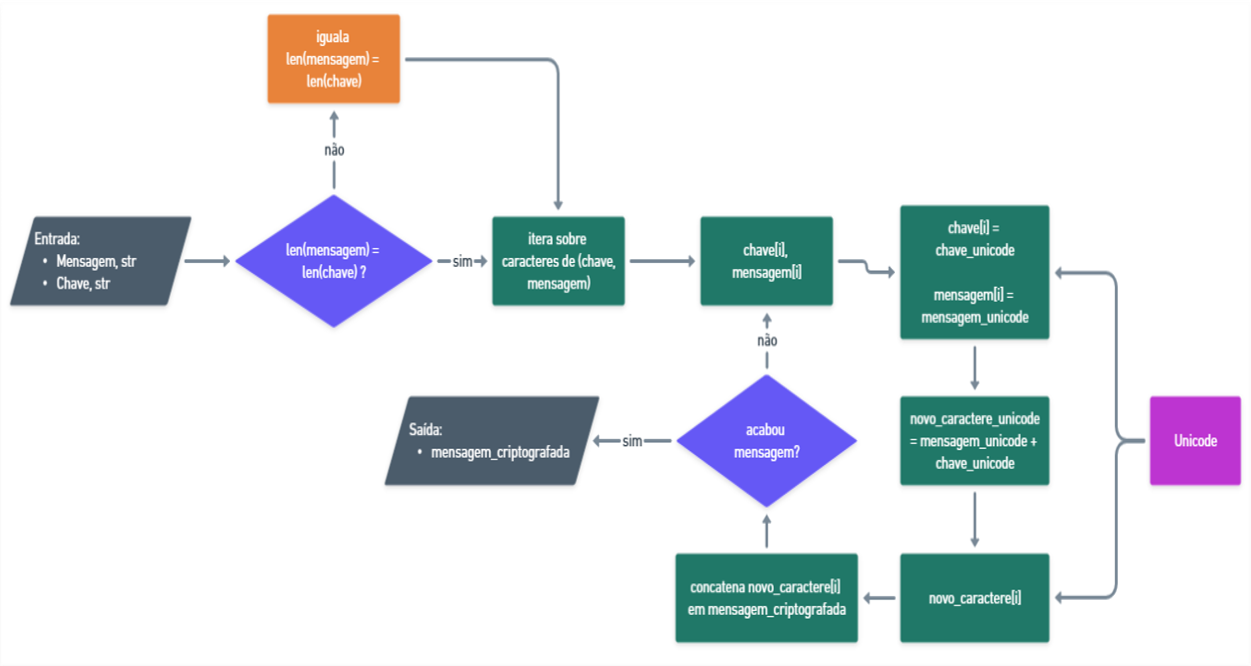 iguala
len(mensagem) =
len(chave)
não
Entrada:
• Mensagem, str
• Chave, str
len(mensagem) =
len(chave) ?
sim
itera sobre
caracteres de (chave,
mensagem)
chave[i],
mensagem[i]
chave[i] =
chave_unicode
mensagem[i] =
mensagem_unicode
não
Saída:
• mensagem_criptografada
sim
acabou
mensagem?
novo_caractere_unicode
= mensagem_unicode +
chave_unicode
Unicode
concatena novo_caractere[i]
em mensagem_criptografada
novo_caractere[i]